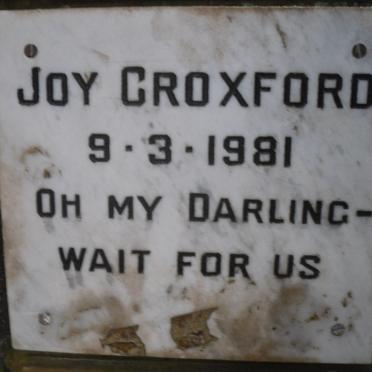 JOY CROXFORD
9·3·1981
OH MY DARLING-
WAIT FOR US